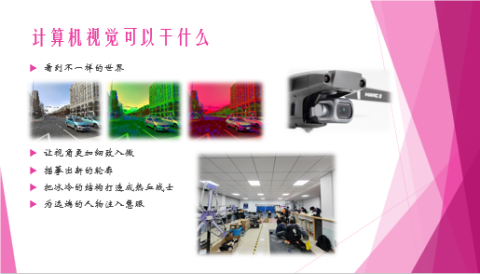 计算机视觉可以干什么
看到不一样的世界
让视角更加细致入微
描摹出新的轮廓
把冰冷的结构打造成热血战士
为远端的人物注入慧眼